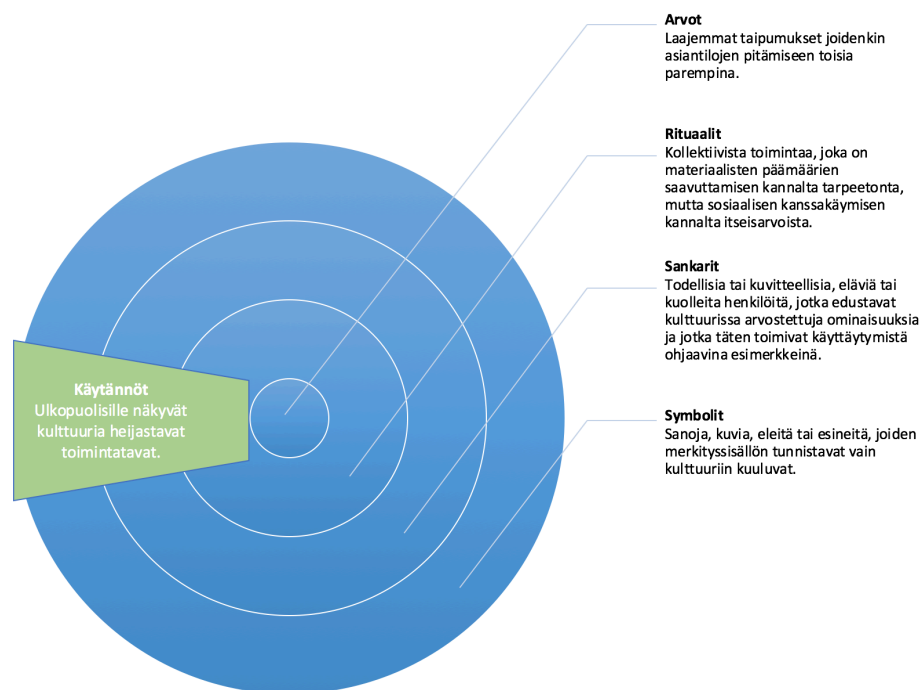 Arvot
Laajemmat taipumukset joidenkin
asiantilojen pitämiseen toisia
parempina.
Rituaalit
Kollektiivista toimintaa, joka on
materiaalisten päämäärien
saavuttamisen kannalta tarpeetonta,
mutta sosiaalisen kanssakäymisen
kannalta itseisarvoista.
Sankarit
Todellisia tai kuvitteellisia, eläviä tai
kuolleita henkilöitä, jotka edustavat
kulttuurissa arvostettuja ominaisuuksia
ja jotka täten toimivat käyttäytymistä
ohjaavina esimerkkeinä.
Symbolit
Sanoja, kuvia, eleitä tai esineitä, joiden
merkityssisällön tunnistavat vain
kulttuuriin kuuluvat.
Käytännöt
Ulkopuolisille näkyvät
kulttuuria heijastavat
toimintatavat.